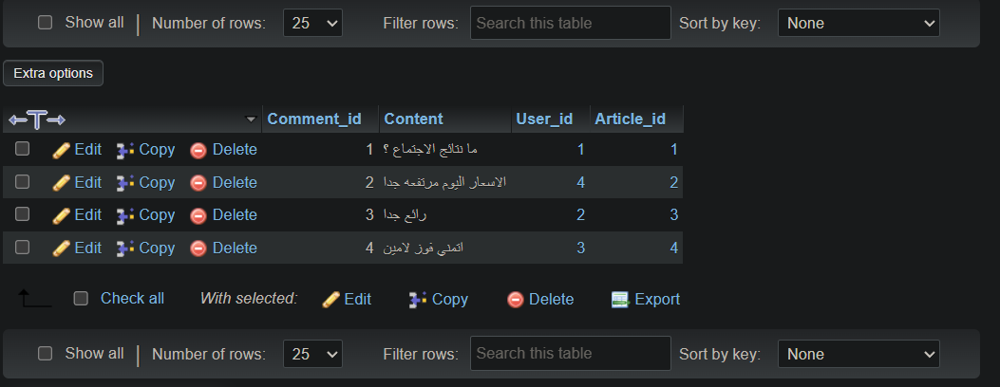 Show all | Number of rows: 25 Filter rows: Search this table Sort by key: None
Extra options
Comment_id Content User_id Article_id
Edit Copy Delete 1 ما نتائج الاجتماع ؟ 1 1
Edit Copy Delete 2 الاسعار اليوم مرتفعه جدا 4 2
Edit Copy Delete 3 رائع جدا 2 3
Edit Copy Delete 4 اتمني فوز لامين 3 4
Check all With selected: Edit Copy Delete Export
Show all | Number of rows: 25 Filter rows: Search this table Sort by key: None